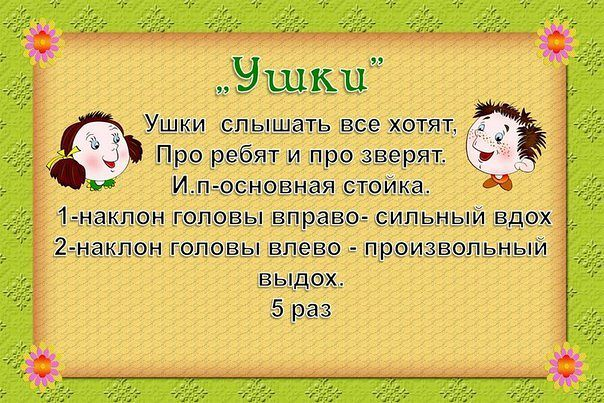 „Ушки”
Ушки слышать все хотят,
Про ребят и про зверят.
И.п-основная стойка.
1-наклон головы вправо- сильный вдох
2-наклон головы влево - произвольный
выдох.
5 раз